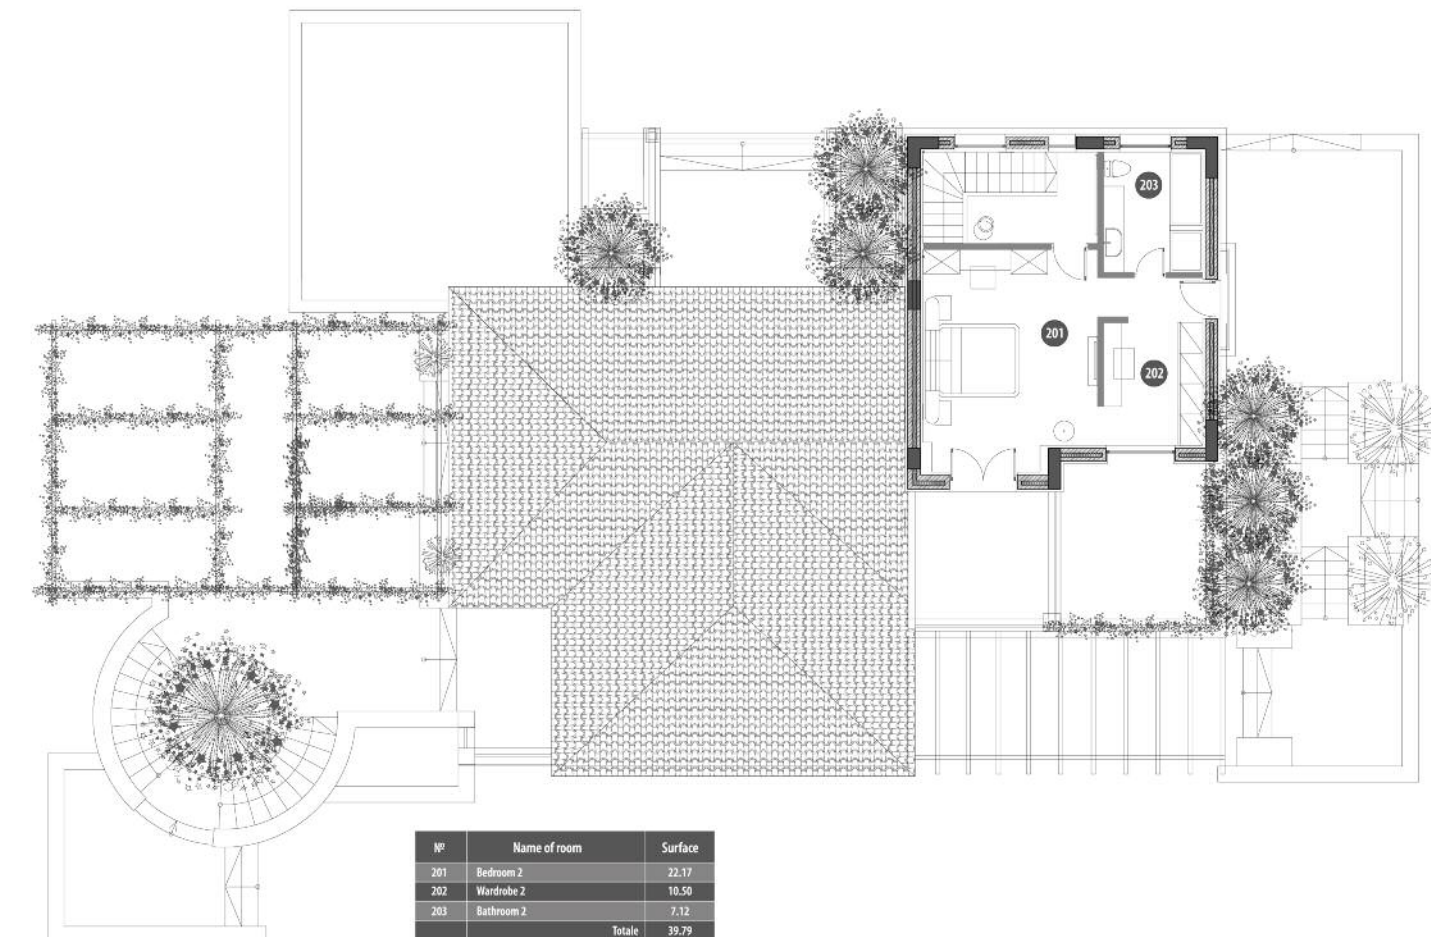 203
201
202
Nº Name of room Surface
201 Bedroom 2 22.17
202 Wardrobe 2 10.50
203 Bathroom 2 7.12
Totale 39.79